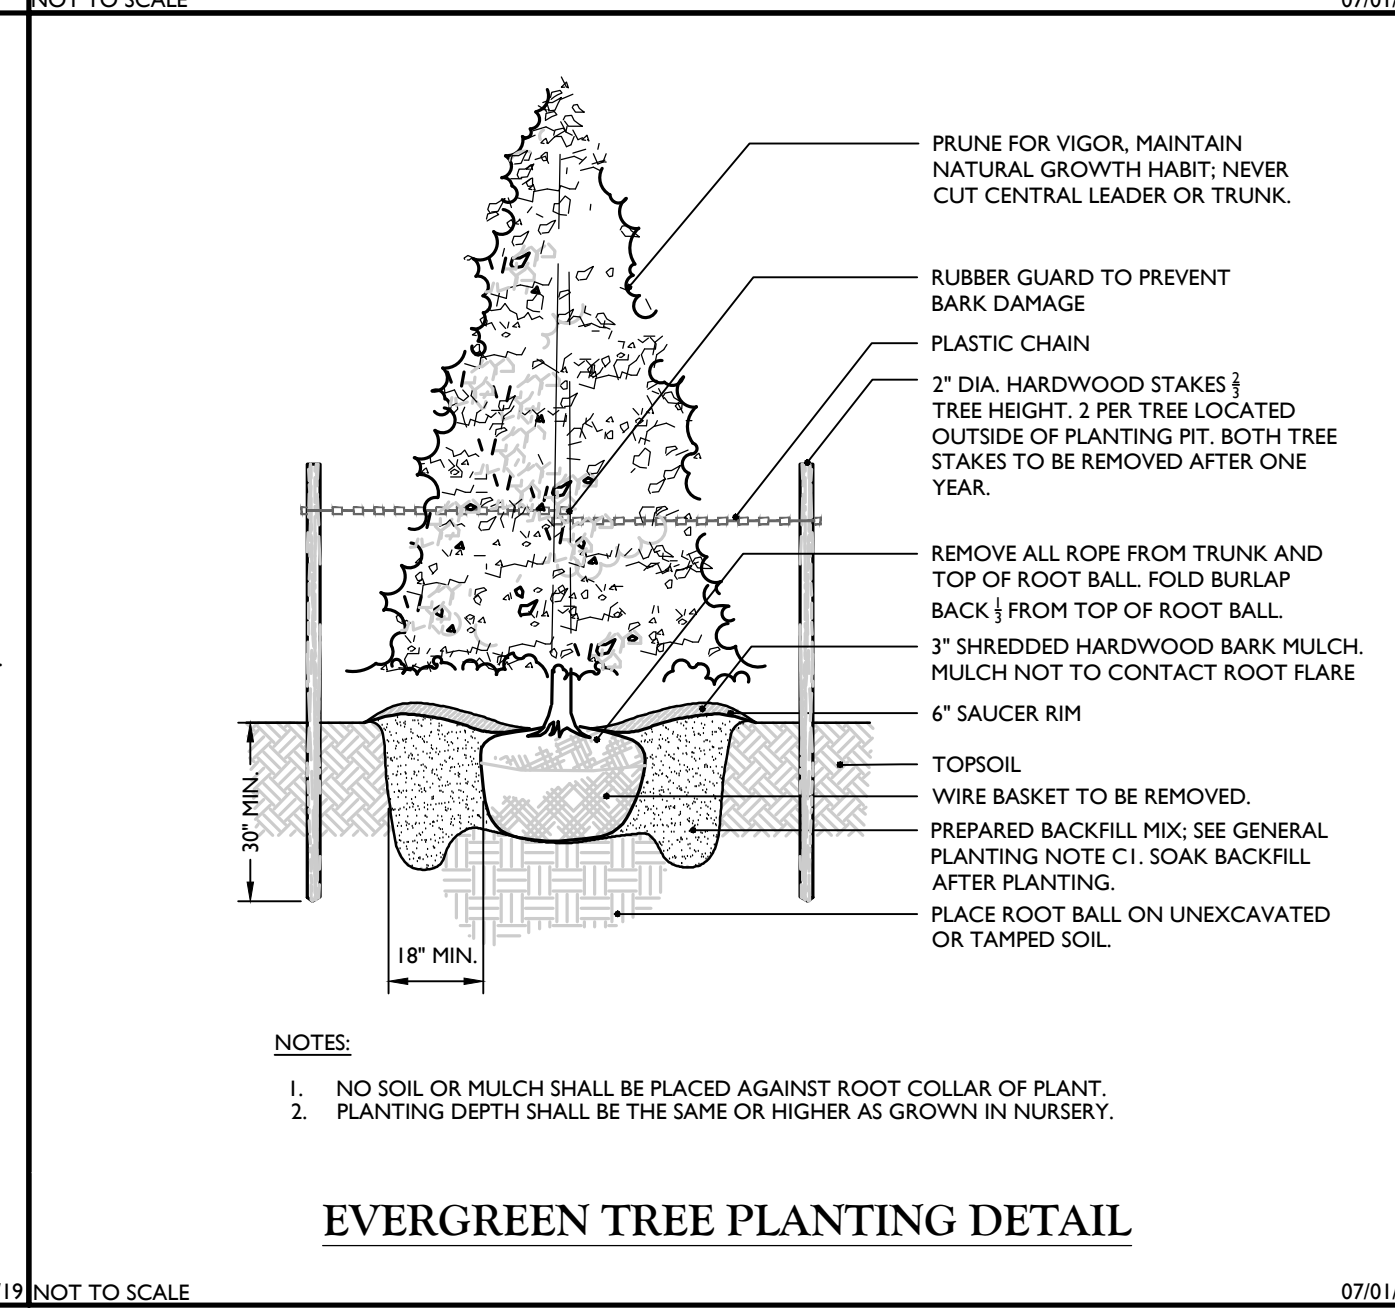 NOT TO SCALE
PRUNE FOR VIGOR, MAINTAIN
NATURAL GROWTH HABIT; NEVER
CUT CENTRAL LEADER OR TRUNK.
RUBBER GUARD TO PREVENT
BARK DAMAGE
PLASTIC CHAIN
2" DIA. HARDWOOD STAKES 2/3
TREE HEIGHT. 2 PER TREE LOCATED
OUTSIDE OF PLANTING PIT. BOTH TREE
STAKES TO BE REMOVED AFTER ONE
YEAR.
REMOVE ALL ROPE FROM TRUNK AND
TOP OF ROOT BALL. FOLD BURLAP
BACK 1/3 FROM TOP OF ROOT BALL.
3" SHREDDED HARDWOOD BARK MULCH.
MULCH NOT TO CONTACT ROOT FLARE
6" SAUCER RIM
TOPSOIL
WIRE BASKET TO BE REMOVED.
PREPARED BACKFILL MIX; SEE GENERAL
PLANTING NOTE C1. SOAK BACKFILL
AFTER PLANTING.
PLACE ROOT BALL ON UNEXCAVATED
OR TAMPED SOIL.
30" MIN.
18" MIN.
NOTES:
1. NO SOIL OR MULCH SHALL BE PLACED AGAINST ROOT COLLAR OF PLANT.
2. PLANTING DEPTH SHALL BE THE SAME OR HIGHER AS GROWN IN NURSERY.
EVERGREEN TREE PLANTING DETAIL
/19 NOT TO SCALE
07/01/